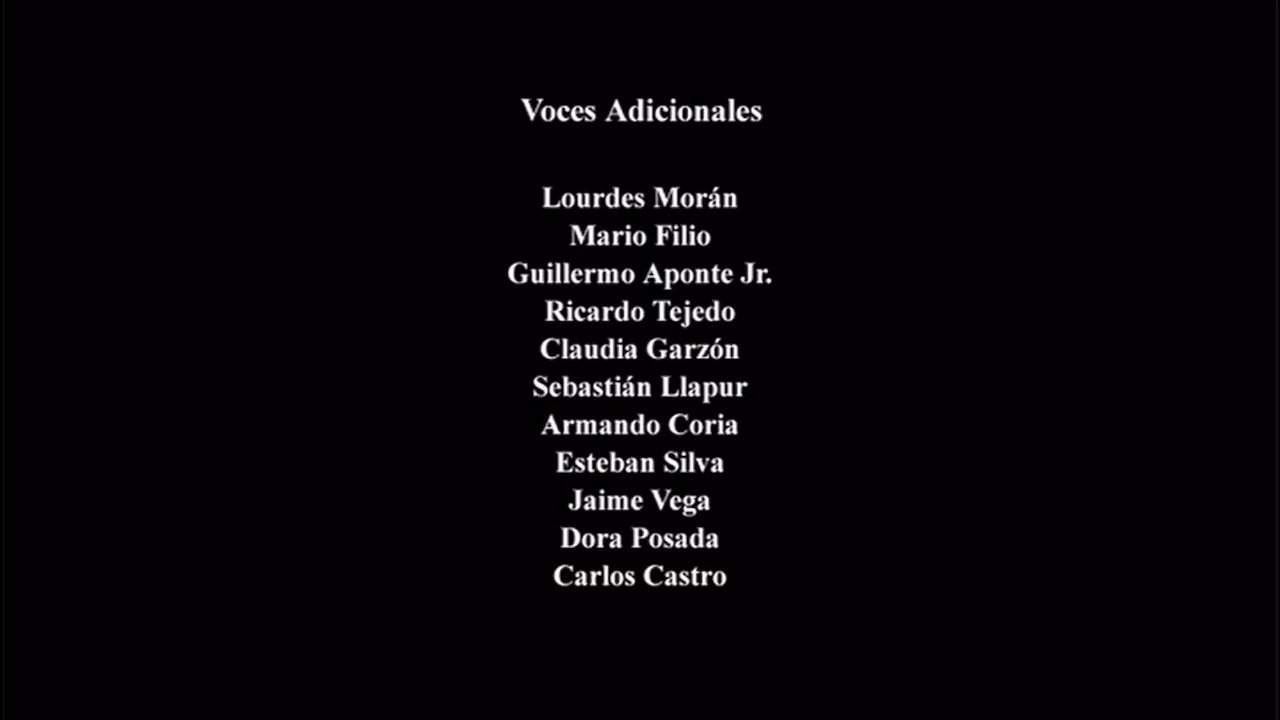 Voces Adicionales
Lourdes Morán
Mario Filio
Guillermo Aponte Jr.
Ricardo Tejedo
Claudia Garzón
Sebastián Llapur
Armando Coria
Esteban Silva
Jaime Vega
Dora Posada
Carlos Castro